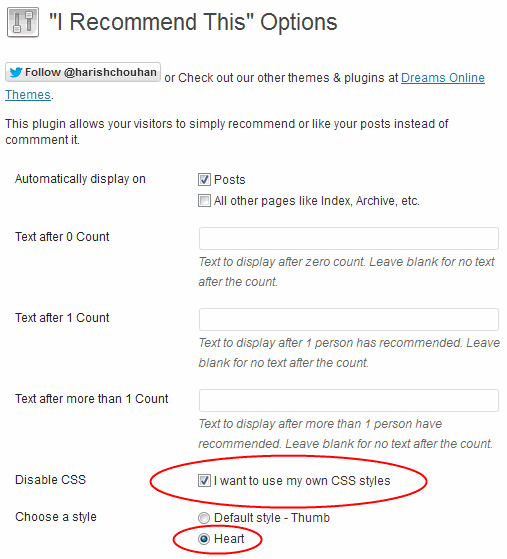 "I Recommend This" Options
Follow @harishchouhan or Check out our other themes & plugins at Dreams Online
Themes.
This plugin allows your visitors to simply recommend or like your posts instead of
commment it.
Automatically display on
Posts
All other pages like Index, Archive, etc.
Text after 0 Count
Text to display after zero count. Leave blank for no text
after the count.
Text after 1 Count
Text to display after 1 person has recommended. Leave
blank for no text after the count.
Text after more than 1 Count
Text to display after more than 1 person have
recommended. Leave blank for no text after the count.
Disable CSS
I want to use my own CSS styles
Choose a style
Default style - Thumb
Heart